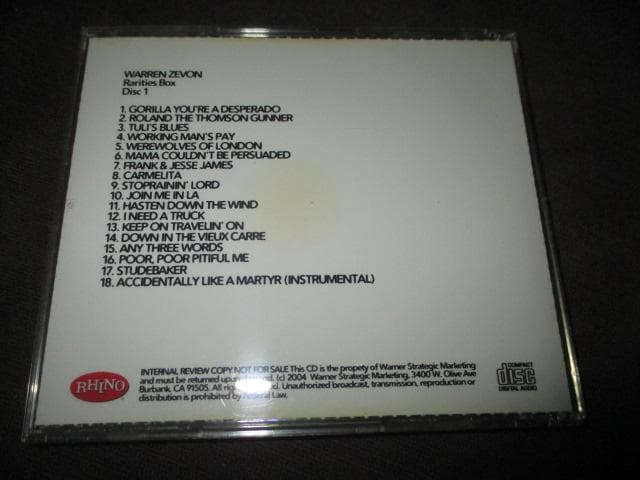 WARREN ZEVON
Rarities Box
Disc 1
1. GORILLA YOU'RE A DESPERADO
2. ROLAND THE THOMSON GUNNER
3. TULI'S BLUES
4. WORKING MAN'S PAY
5. WEREWOLVES OF LONDON
6. MAMA COULDN'T BE PERSUADED
7. FRANK & JESSE JAMES
8. CARMELITA
9. STOPRAININ' LORD
10. JOIN ME IN LA
11. HASTEN DOWN THE WIND
12. I NEED A TRUCK
13. KEEP ON TRAVELIN' ON
14. DOWN IN THE VIEUX CARRE
15. ANY THREE WORDS
16. POOR, POOR PITIFUL ME
17. STUDEBAKER
18. ACCIDENTALLY LIKE A MARTYR (INSTRUMENTAL)
RHINO
INTERNAL REVIEW COPY NOT FOR SALE This CD is the propety of Warner Strategic Marketing
and must be returned upon (c) 2004 Warner Strategic Marketing, 3400 W. Olive Ave
Burbank, CA 91505. All rights reserved. Unauthorized broadcast, transmission, reproduction or
distribution is prohibited by Federal Law.
COMPACT
disc
DIGITAL AUDIO